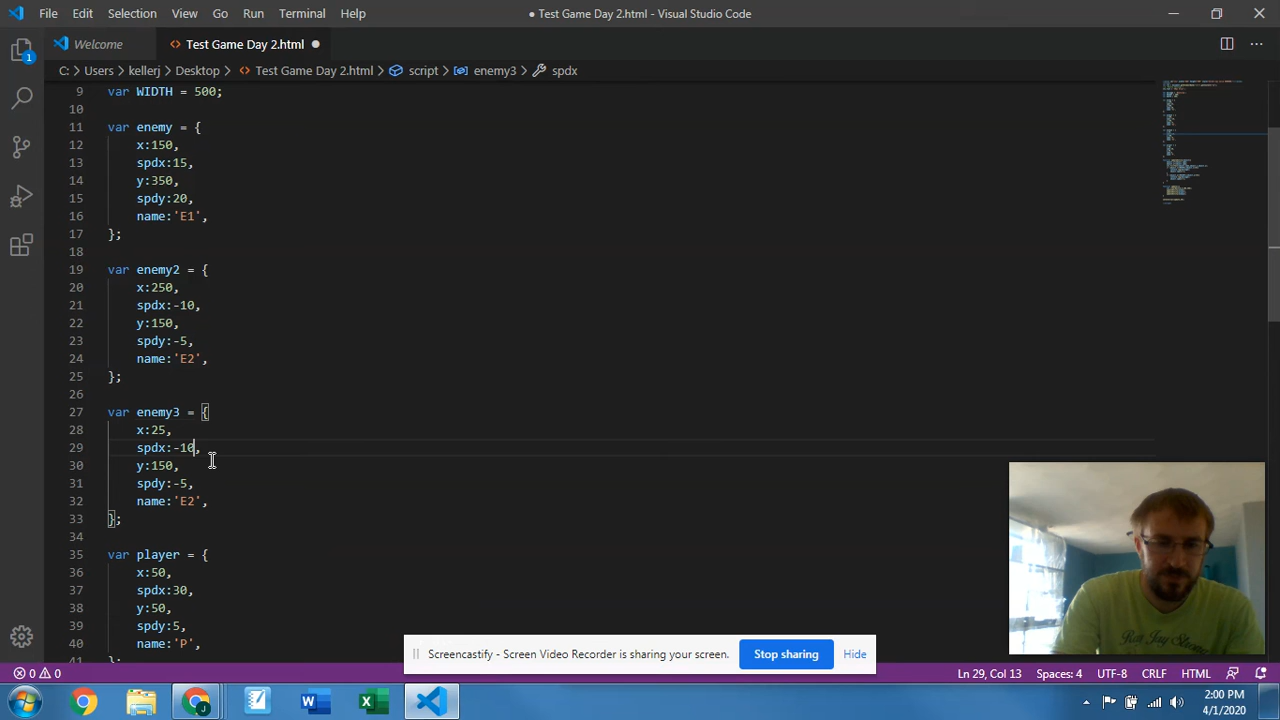 File Edit Selection View Go Run Terminal Help
● Test Game Day 2.html - Visual Studio Code
Welcome
<> Test Game Day 2.html ●
C: > Users > kellerj > Desktop > <> Test Game Day 2.html > script > enemy3 > spdx
9 var WIDTH = 500;
10
11 var enemy = {
12 x:150,
13 spdx:15,
14 y:350,
15 spdy:20,
16 name:'E1',
17 };
18
19 var enemy2 = {
20 x:250,
21 spdx:-10,
22 y:150,
23 spdy:-5,
24 name:'E2',
25 };
26
27 var enemy3 = {
28 x:25,
29 spdx:-10,
30 y:150,
31 spdy:-5,
32 name:'E2',
33 };
34
35 var player = {
36 x:50,
37 spdx:30,
38 y:50,
39 spdy:5,
40 name:'P',
41 };
1
Screencastify - Screen Video Recorder is sharing your screen. Stop sharing Hide
0 0 Ln 29, Col 13 Spaces: 4 UTF-8 CRLF HTML
2:00 PM
4/1/2020